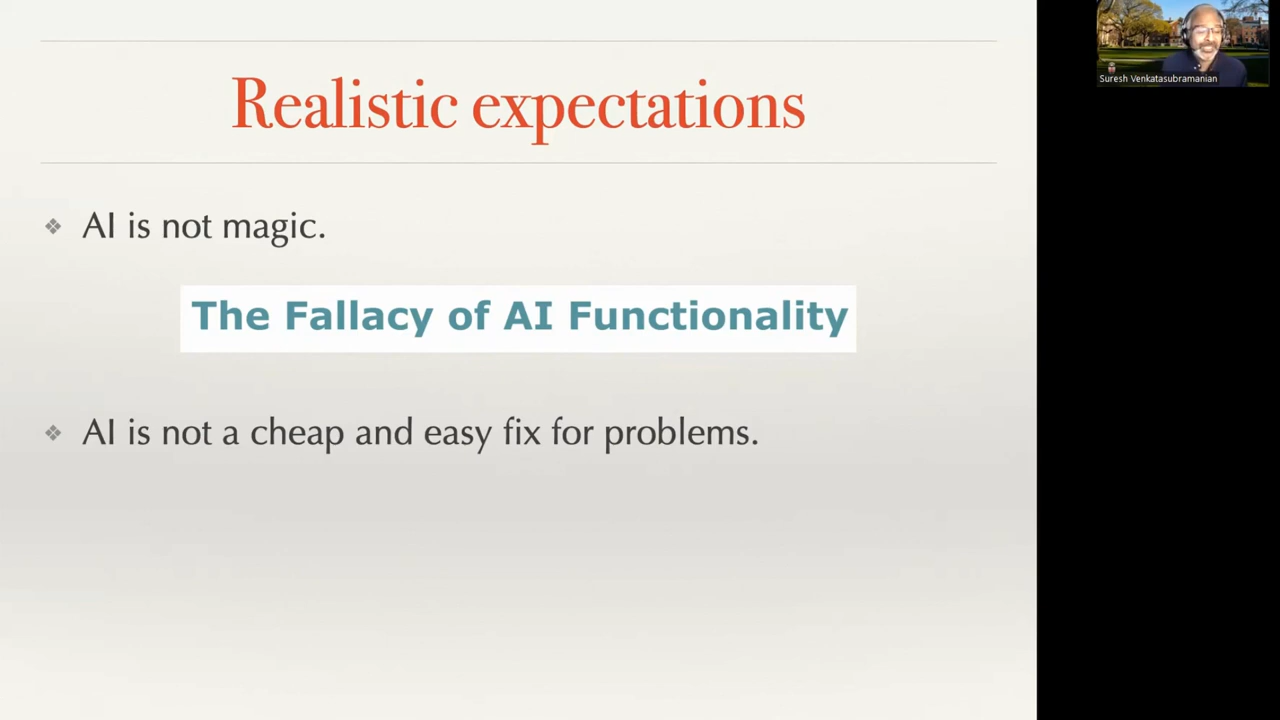 Realistic expectations
AI is not magic.
The Fallacy of AI Functionality
AI is not a cheap and easy fix for problems.
Suresh Venkatasubramanian